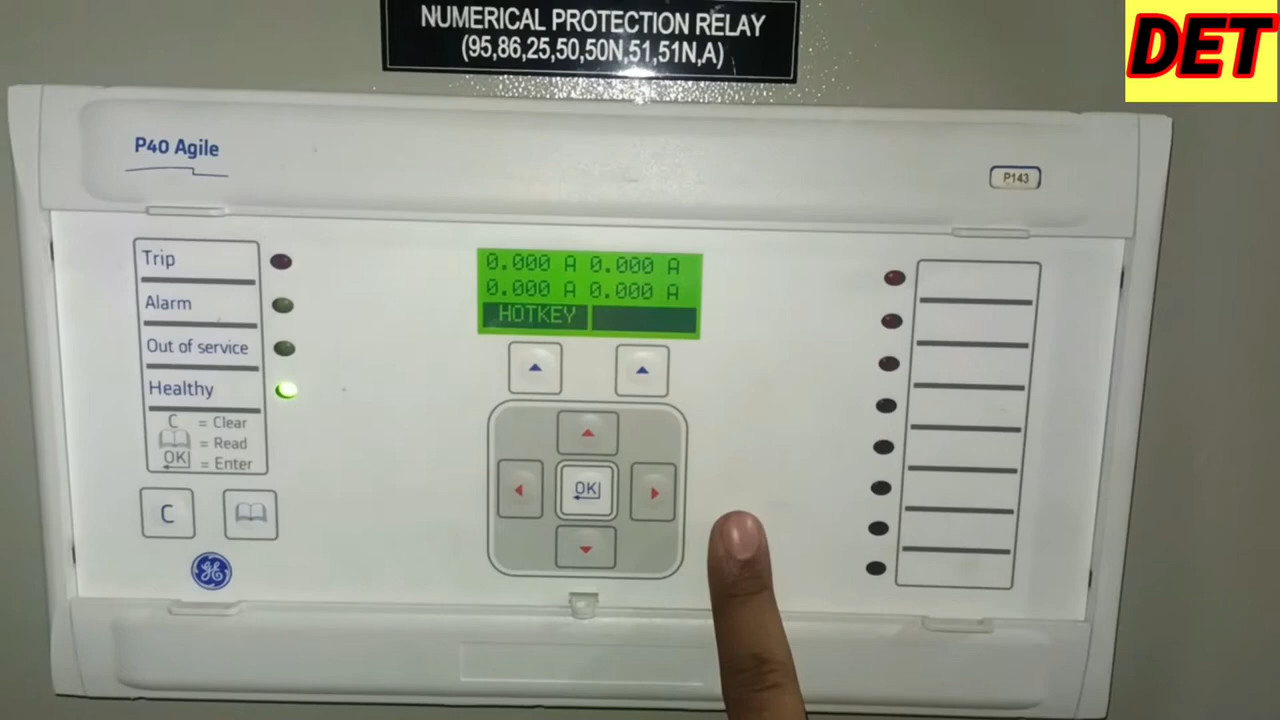 NUMERICAL PROTECTION RELAY
(95,86,25,50,50N,51,51N,A)
DET
P40 Agile
P143
Trip
Alarm
Out of service
Healthy
C = Clear
= Read
OK = Enter
0.000 A 0.000 A
0.000 A 0.000 A
HOTKEY
OK
C
GE